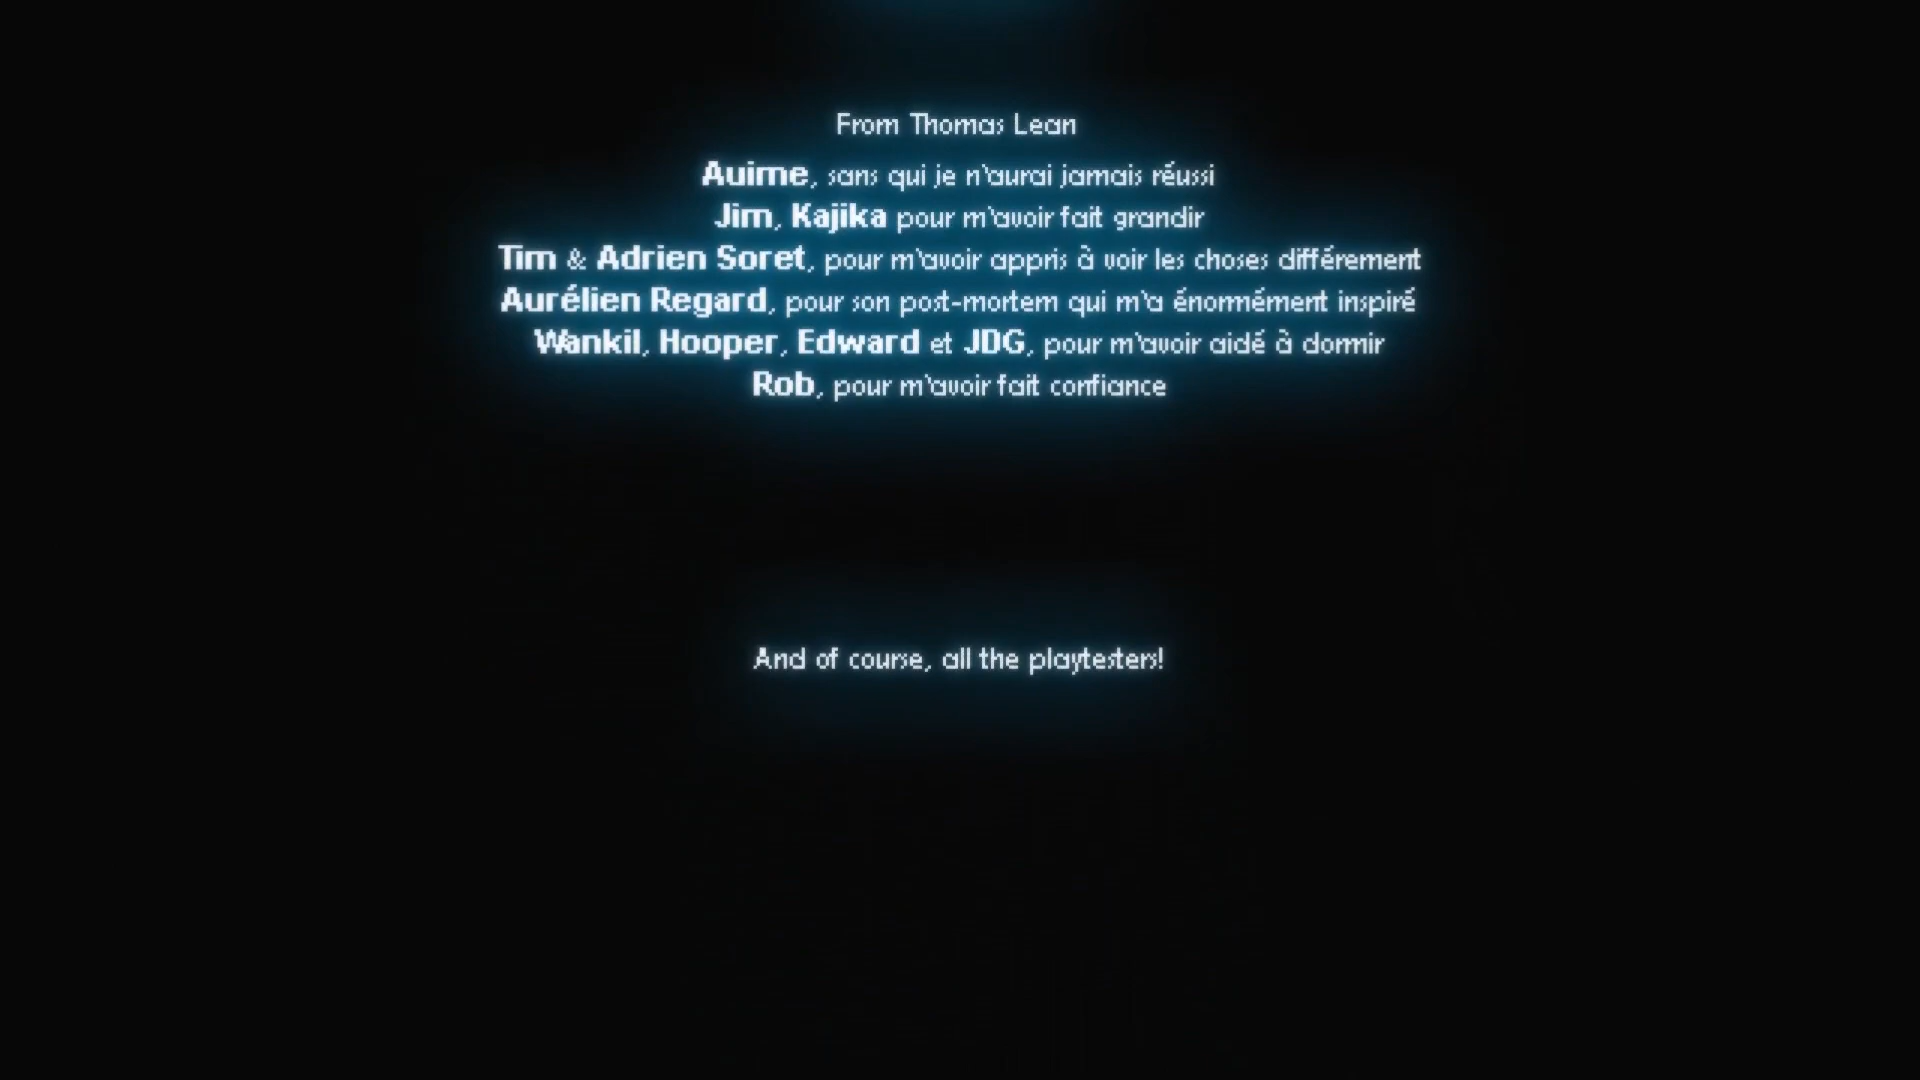 From Thomas Lean
Auime, sans qui je n'aurai jamais réussi
Jim, Kajika pour m'avoir fait grandir
Tim & Adrien Soret, pour m'avoir appris à voir les choses différement
Aurélien Regard, pour son post-mortem qui m'a énormément inspiré
Wankil, Hooper, Edward et JDG, pour m'avoir aidé à dormir
Rob, pour m'avoir fait confiance
And of course, all the playtesters!